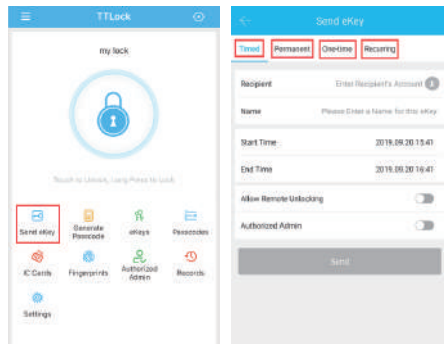 TTLock
my lock
Touch to Unlock, Long Press to Lock
Send eKey
Generate Passcode
eKeys
Passcodes
IC Cards
Fingerprints
Authorized Admin
Records
Settings
Send eKey
Timed Permanent One-time Recurring
Recipient Enter Recipient's Account
Name Please Enter a Name for this eKey
Start Time 2019.09.20 15:41
End Time 2019.09.20 16:41
Allow Remote Unlocking
Authorized Admin
Send